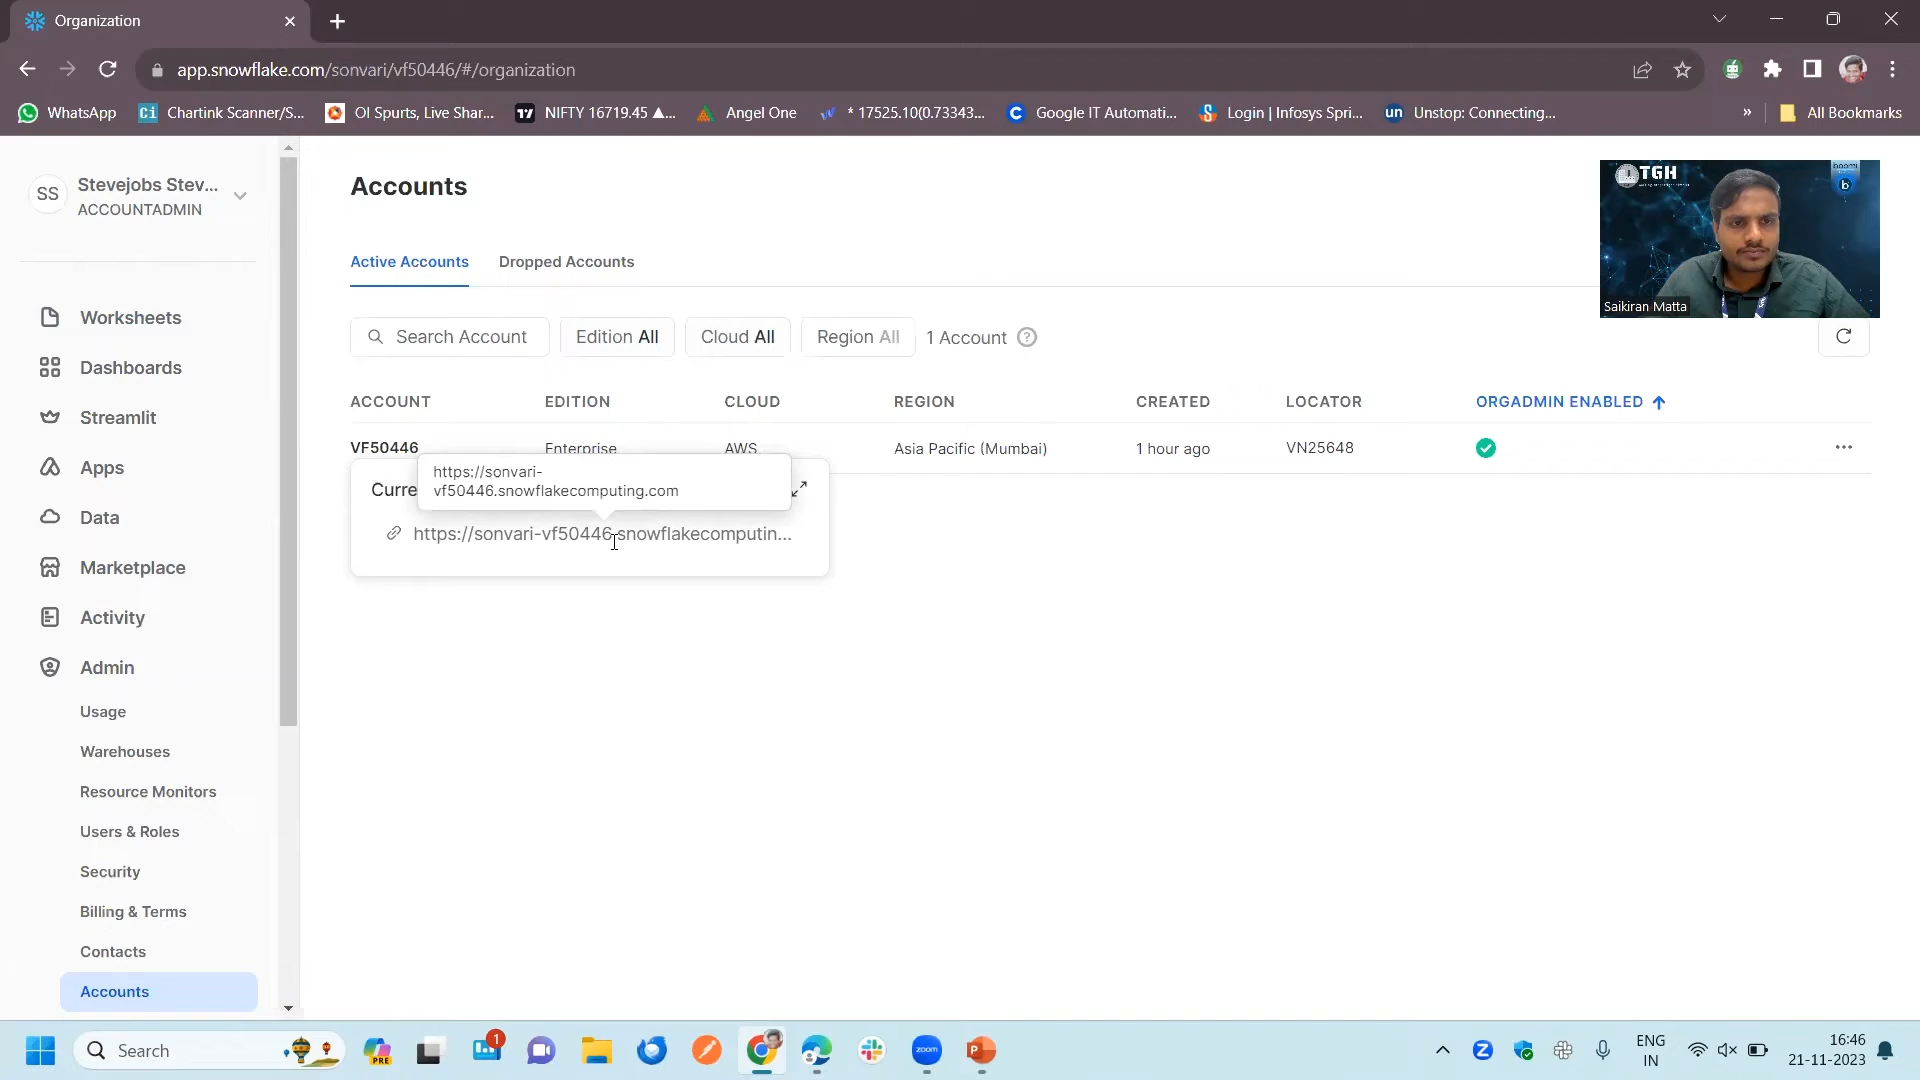 Organization
app.snowflake.com/sonvari/vf50446/#/organization
WhatsApp
Chartink Scanner/S...
OI Spurts, Live Shar...
NIFTY 16719.45 ▲...
Angel One
* 17525.10(0.73343...
Google IT Automati...
Login | Infosys Spri...
Unstop: Connecting...
»
All Bookmarks
SS
Stevejobs Stev...
ACCOUNTADMIN
Worksheets
Dashboards
Streamlit
Apps
Data
Marketplace
Activity
Admin
Usage
Warehouses
Resource Monitors
Users & Roles
Security
Billing & Terms
Contacts
Accounts
Accounts
Active Accounts
Dropped Accounts
Search Account
Edition All
Cloud All
Region All
1 Account
ACCOUNT
EDITION
CLOUD
REGION
CREATED
LOCATOR
ORGADMIN ENABLED
VF50446
Enterprise
AWS
Asia Pacific (Mumbai)
1 hour ago
VN25648
Curre
https://sonvari-
vf50446.snowflakecomputing.com
https://sonvari-vf50446.snowflakecomputin...
TGH
boomi
b
Saikiran Matta
Search
PRE
1
zoom
ENG
IN
16:46
21-11-2023